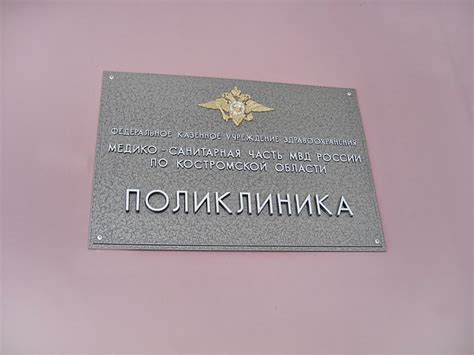 ФЕДЕРАЛЬНОЕ КАЗЕННОЕ УЧРЕЖДЕНИЕ ЗДРАВООХРАНЕНИЯ
МЕДИКО - САНИТАРНАЯ ЧАСТЬ МВД РОССИИ
ПО КОСТРОМСКОЙ ОБЛАСТИ
ПОЛИКЛИНИКА